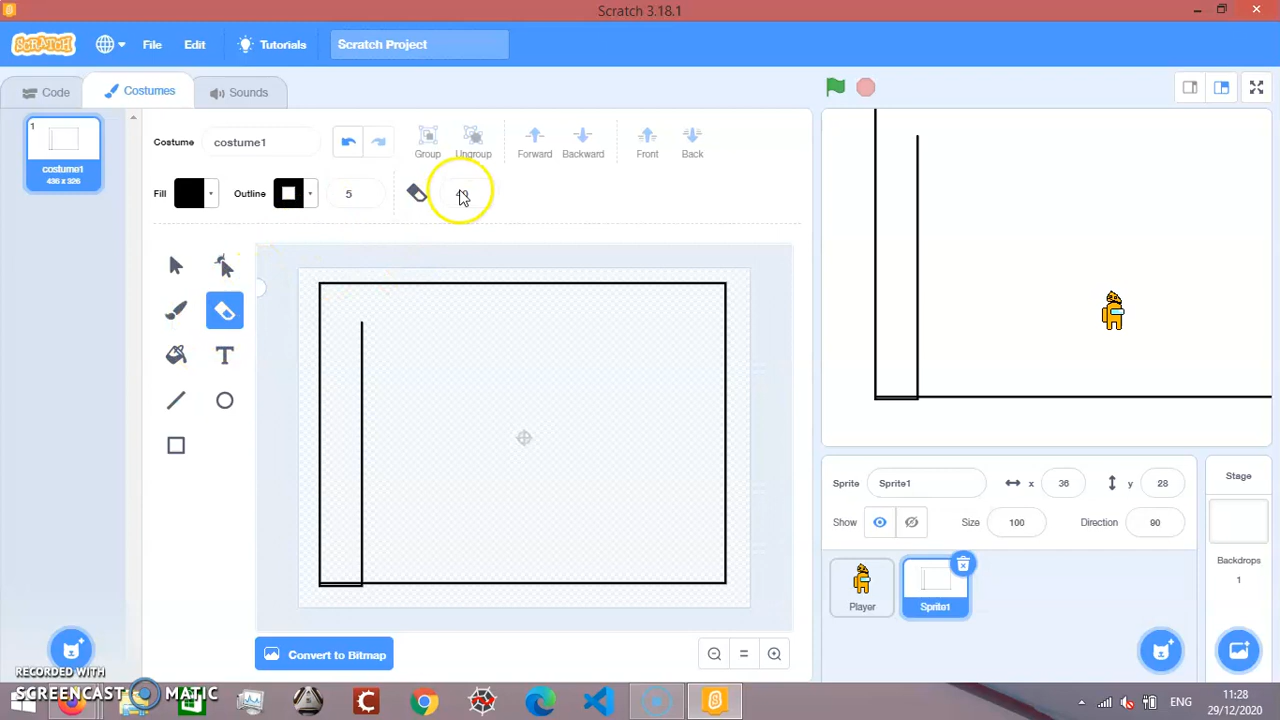 Scratch 3.18.1
SCRATCH
File
Edit
Tutorials
Scratch Project
Code
Costumes
Sounds
1
costume1
436 x 326
Costume
costume1
Group
Ungroup
Forward
Backward
Front
Back
Fill
Outline
5
Convert to Bitmap
Sprite
Sprite1
x
36
y
28
Show
Size
100
Direction
90
Player
Sprite1
Stage
Backdrops
1
RECORDED WITH
SCREENCAST MATIC
ENG
11:28
29/12/2020